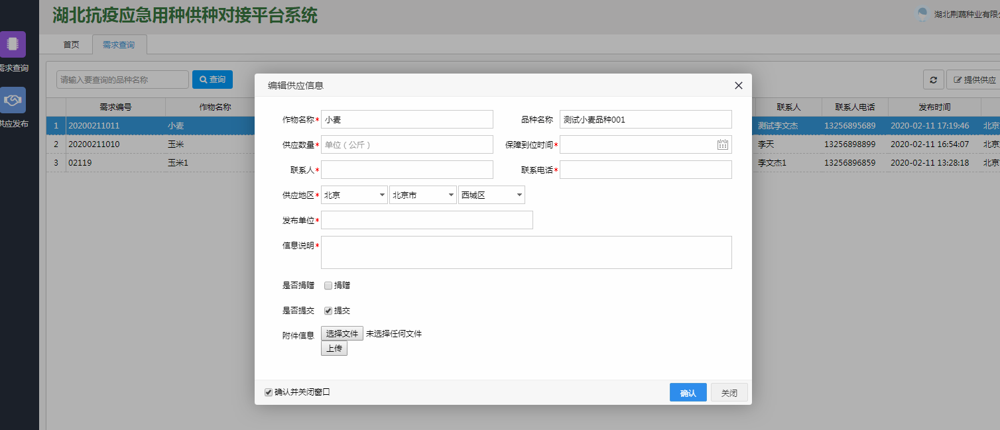 湖北抗疫应急用种供种对接平台系统
湖北荆蔬种业有限公
首页 需求查询
需求查询
供应发布
请输入要查询的品种名称 查询 提供供应
编辑供应信息
需求编号 作物名称 联系人 联系人电话 发布时间
1 20200211011 小麦 测试李文杰 13256895689 2020-02-11 17:19:46 北京
2 20200211010 玉米 李天 13256898899 2020-02-11 16:54:07 北京
3 02119 玉米1 李文杰1 13256896859 2020-02-11 13:28:18 北京
作物名称* 小麦 品种名称 测试小麦品种001
供应数量* 单位（公斤） 保障到位时间*
联系人* 联系电话*
供应地区* 北京 北京市 西城区
发布单位*
信息说明*
是否捐赠 捐赠
是否提交 提交
附件信息 选择文件 未选择任何文件
上传
确认并关闭窗口 确认 关闭